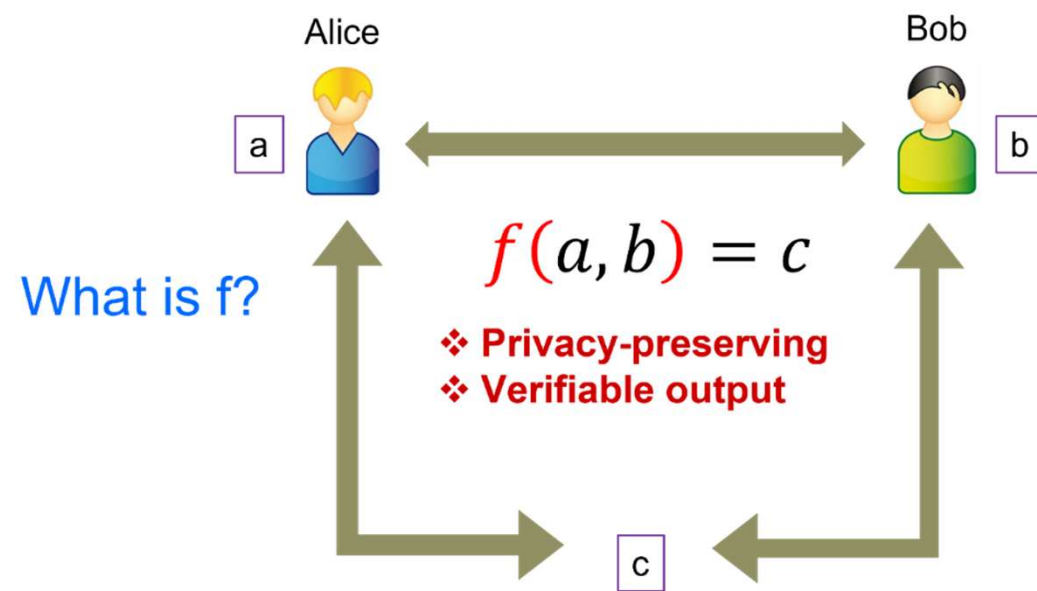 Alice
Bob
a
b
f(a, b) = c
What is f?
❖ Privacy-preserving
❖ Verifiable output
c